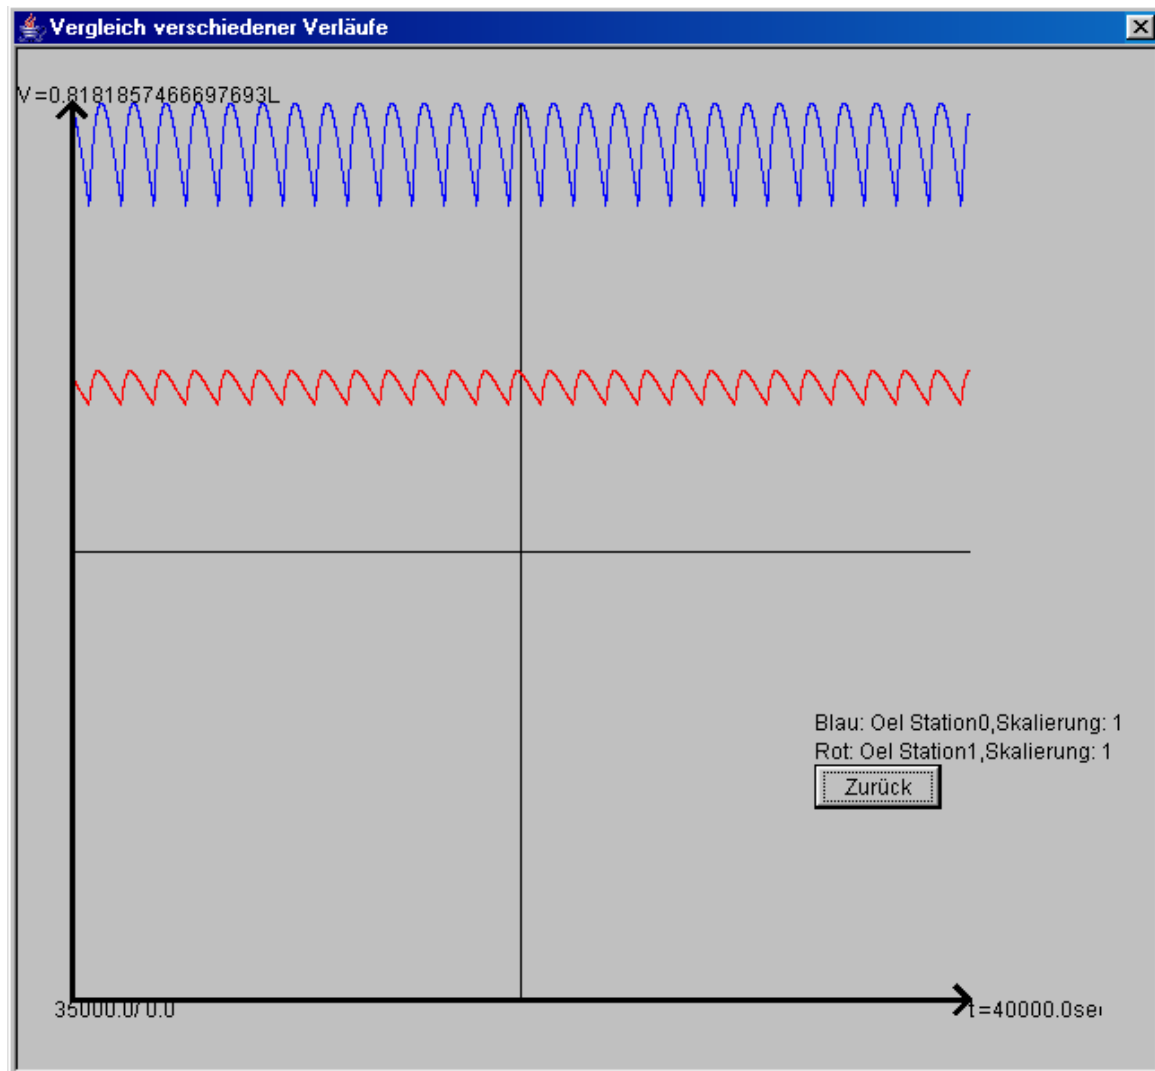 Vergleich verschiedener Verläufe
V =0.8181857466697693L
Blau: Oel Station0,Skalierung: 1
Rot: Oel Station1,Skalierung: 1
Zurück
35000.0/ 0.0
t=40000.0sec